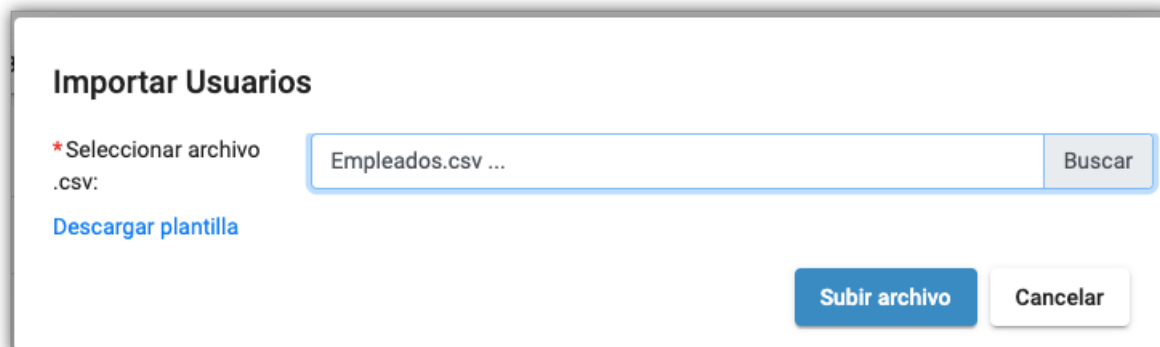 Importar Usuarios
*Seleccionar archivo
.csv:
Empleados.csv ...
Buscar
Descargar plantilla
Subir archivo
Cancelar